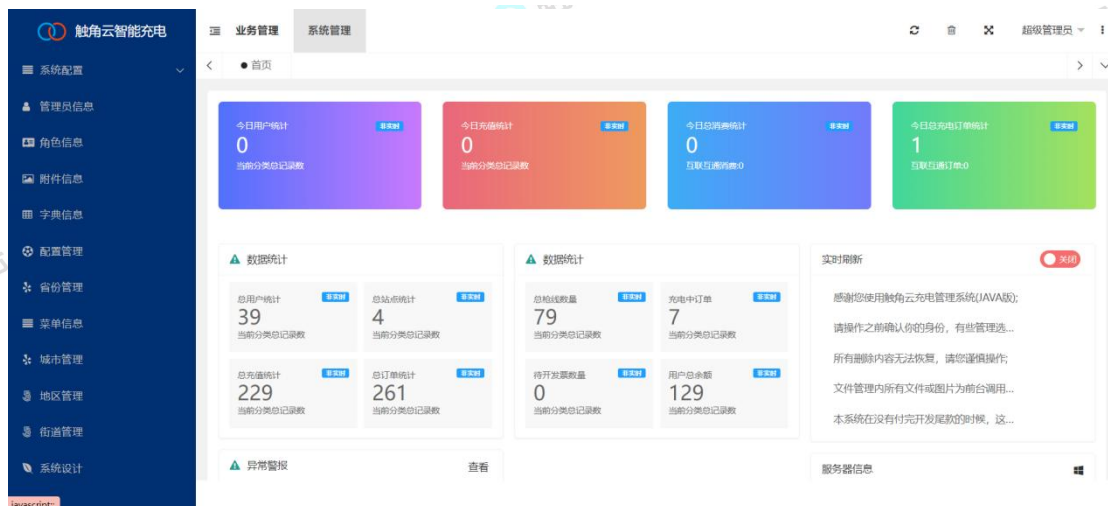 触角云智能充电
业务管理
系统管理
超级管理员
系统配置
首页
管理员信息
角色信息
附件信息
字典信息
配置管理
省份管理
菜单信息
城市管理
地区管理
街道管理
系统设计
javascript:;
今日用户统计
非实时
0
当前分类总记录数
今日充值统计
非实时
0
当前分类总记录数
今日总消费统计
非实时
0
互联互通消费:0
今日总充电订单统计
非实时
1
互联互通订单:0
数据统计
总用户统计
非实时
39
当前分类总记录数
总站点统计
非实时
4
当前分类总记录数
总充值统计
非实时
229
当前分类总记录数
总订单统计
非实时
261
当前分类总记录数
数据统计
总枪线数量
非实时
79
当前分类总记录数
充电中订单
非实时
7
当前分类总记录数
待开发票数量
非实时
0
当前分类总记录数
用户总余额
非实时
129
当前分类总记录数
实时刷新
关闭
感谢您使用触角云充电管理系统(JAVA版);
请操作之前确认你的身份，有些管理选...
所有删除内容无法恢复，请您谨慎操作;
文件管理内所有文件或图片为前台调用...
本系统在没有付完开发尾款的时候，这...
异常警报
查看
服务器信息